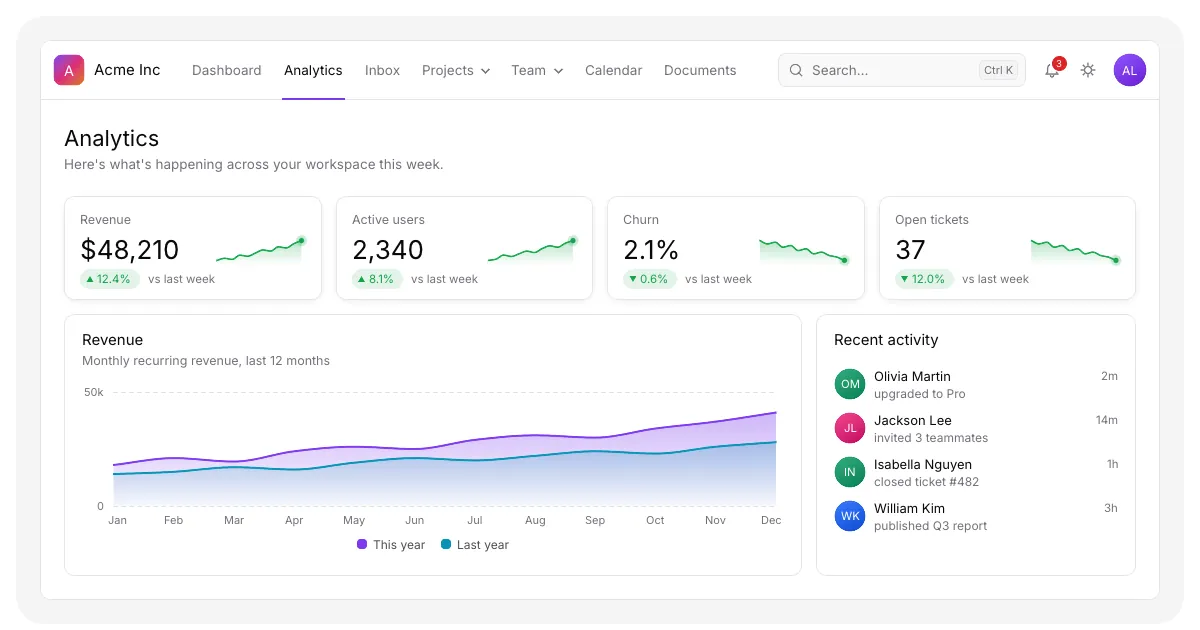 A Acme Inc Dashboard Analytics Inbox Projects Team Calendar Documents Search... Ctrl K 3 AL
Analytics
Here's what's happening across your workspace this week.
Revenue
$48,210
12.4% vs last week
Active users
2,340
8.1% vs last week
Churn
2.1%
0.6% vs last week
Open tickets
37
12.0% vs last week
Revenue
Monthly recurring revenue, last 12 months
50k
0
Jan Feb Mar Apr May Jun Jul Aug Sep Oct Nov Dec
This year Last year
Recent activity
OM Olivia Martin 2m
upgraded to Pro
JL Jackson Lee 14m
invited 3 teammates
IN Isabella Nguyen 1h
closed ticket #482
WK William Kim 3h
published Q3 report